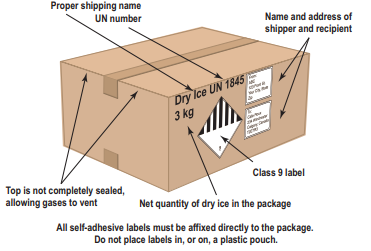 Proper shipping name
UN number
Name and address of
shipper and recipient
Dry Ice UN 1845
3 kg
Class 9 label
Top is not completely sealed,
allowing gases to vent
Net quantity of dry ice in the package
All self-adhesive labels must be affixed directly to the package.
Do not place labels in, or on, a plastic pouch.